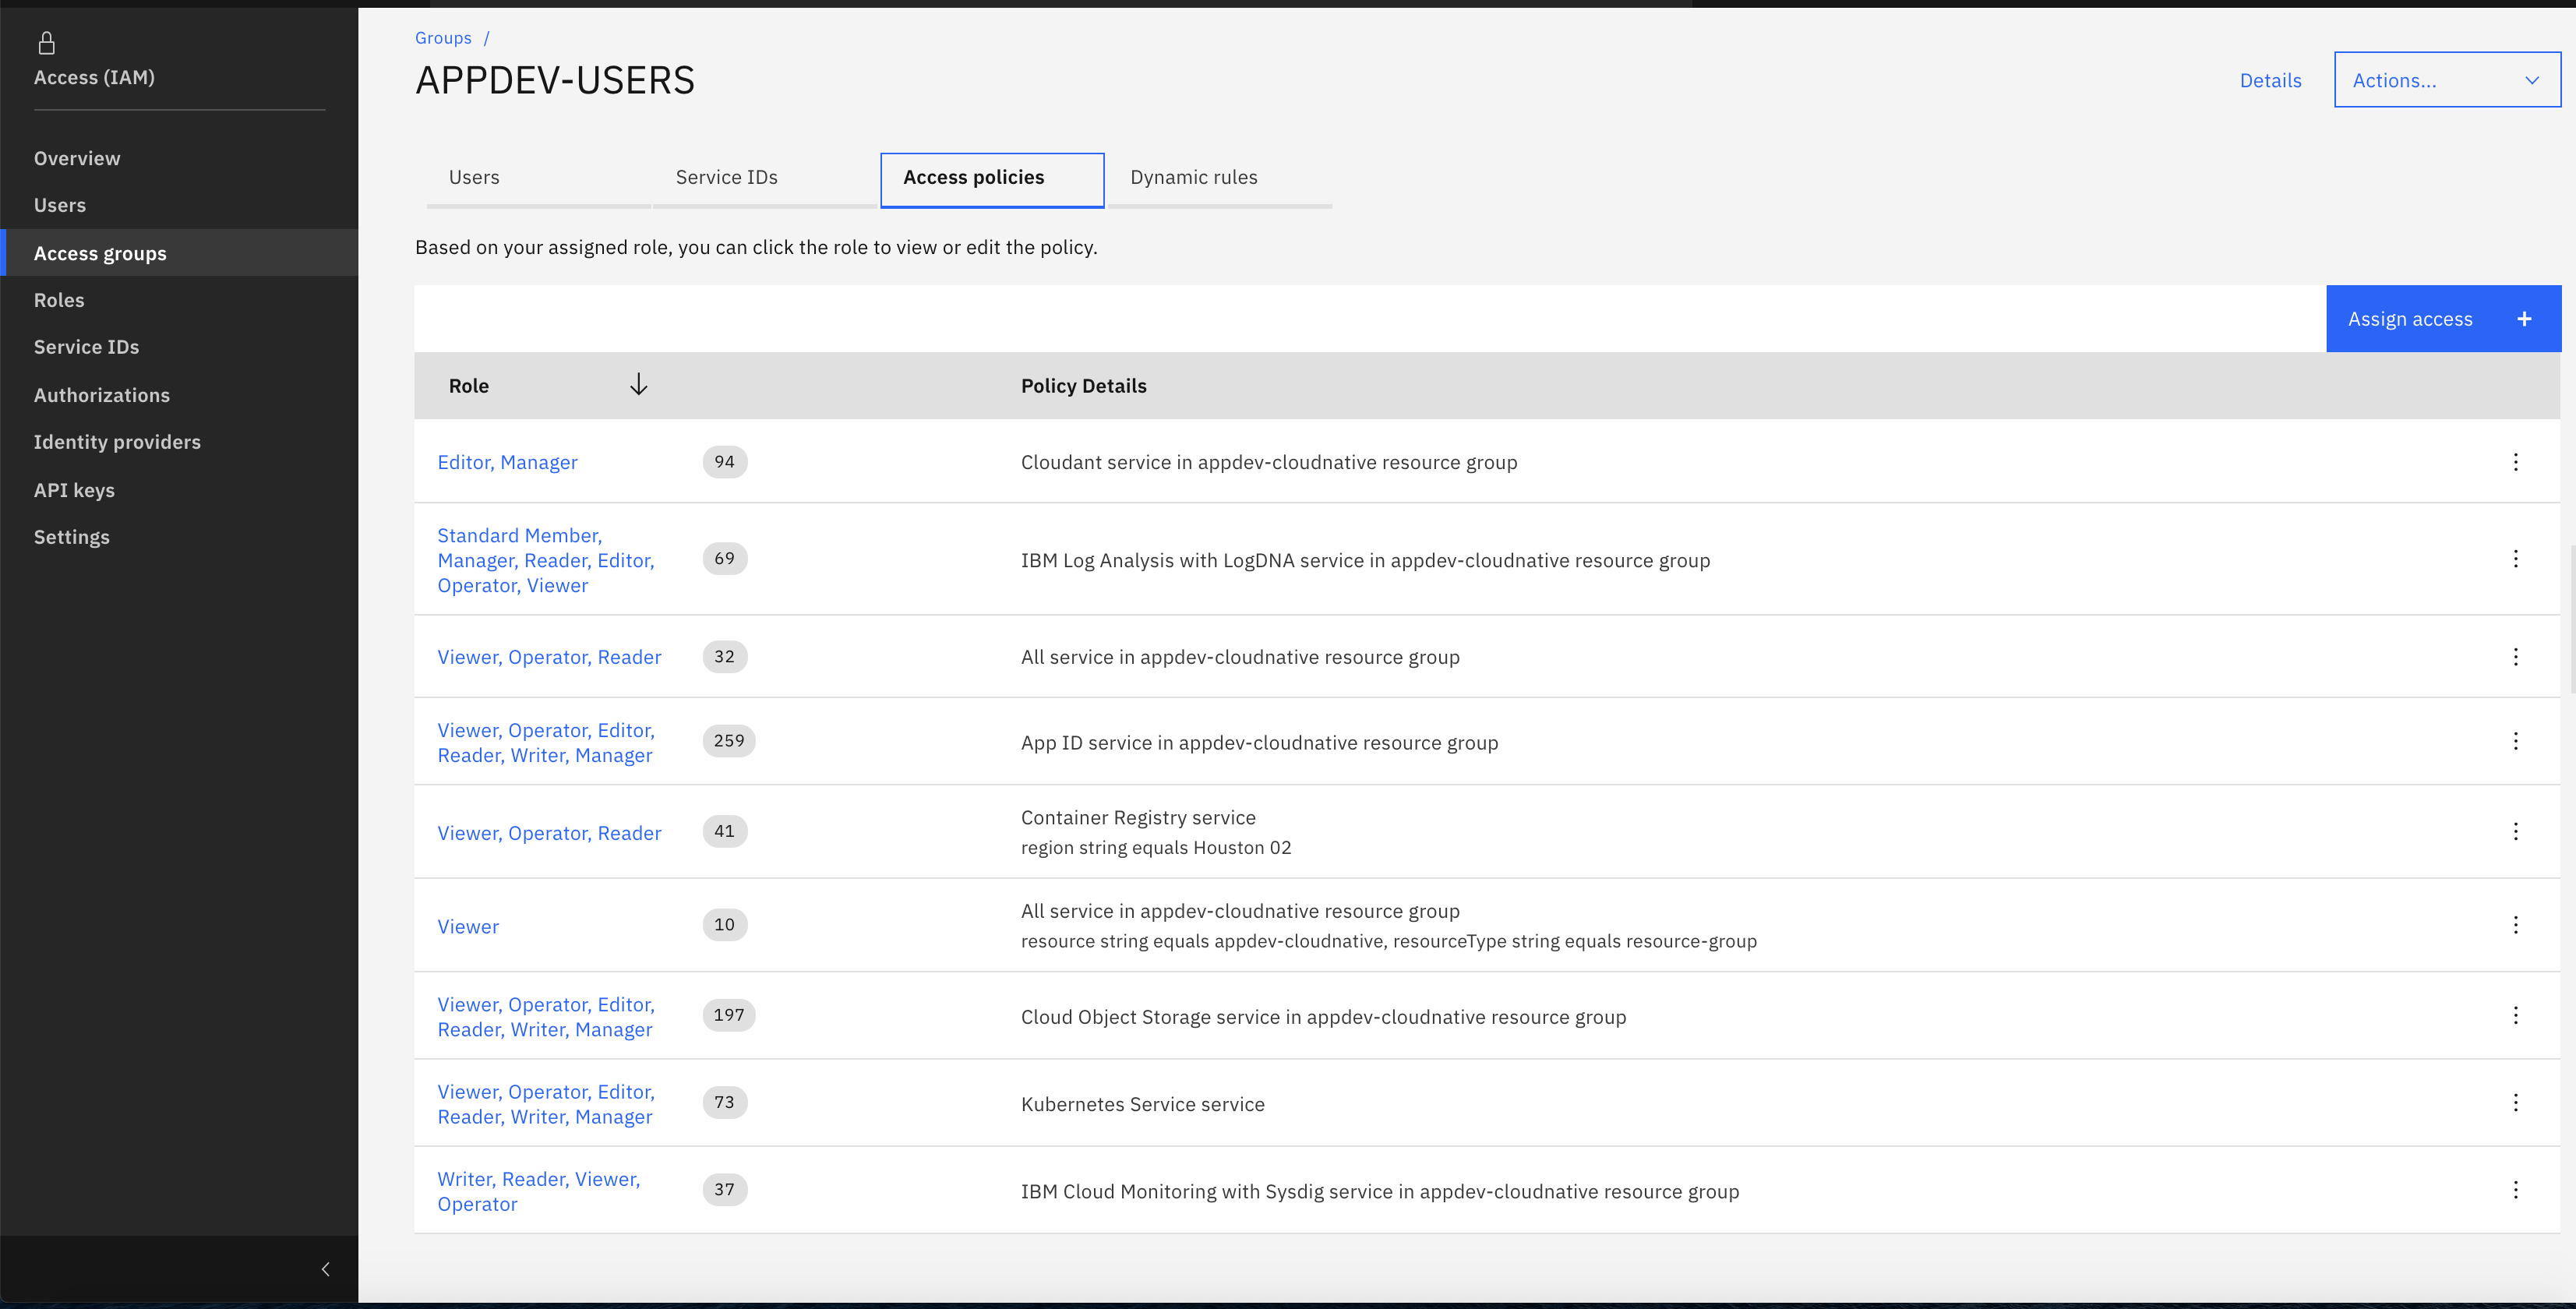 Access (IAM)
Overview
Users
Access groups
Roles
Service IDs
Authorizations
Identity providers
API keys
Settings
Groups /
APPDEV-USERS
Details
Actions...
Users
Service IDs
Access policies
Dynamic rules
Based on your assigned role, you can click the role to view or edit the policy.
Assign access +
Role
Policy Details
Editor, Manager
94
Cloudant service in appdev-cloudnative resource group
Standard Member,
Manager, Reader, Editor,
Operator, Viewer
69
IBM Log Analysis with LogDNA service in appdev-cloudnative resource group
Viewer, Operator, Reader
32
All service in appdev-cloudnative resource group
Viewer, Operator, Editor,
Reader, Writer, Manager
259
App ID service in appdev-cloudnative resource group
Viewer, Operator, Reader
41
Container Registry service
region string equals Houston 02
Viewer
10
All service in appdev-cloudnative resource group
resource string equals appdev-cloudnative, resourceType string equals resource-group
Viewer, Operator, Editor,
Reader, Writer, Manager
197
Cloud Object Storage service in appdev-cloudnative resource group
Viewer, Operator, Editor,
Reader, Writer, Manager
73
Kubernetes Service service
Writer, Reader, Viewer,
Operator
37
IBM Cloud Monitoring with Sysdig service in appdev-cloudnative resource group